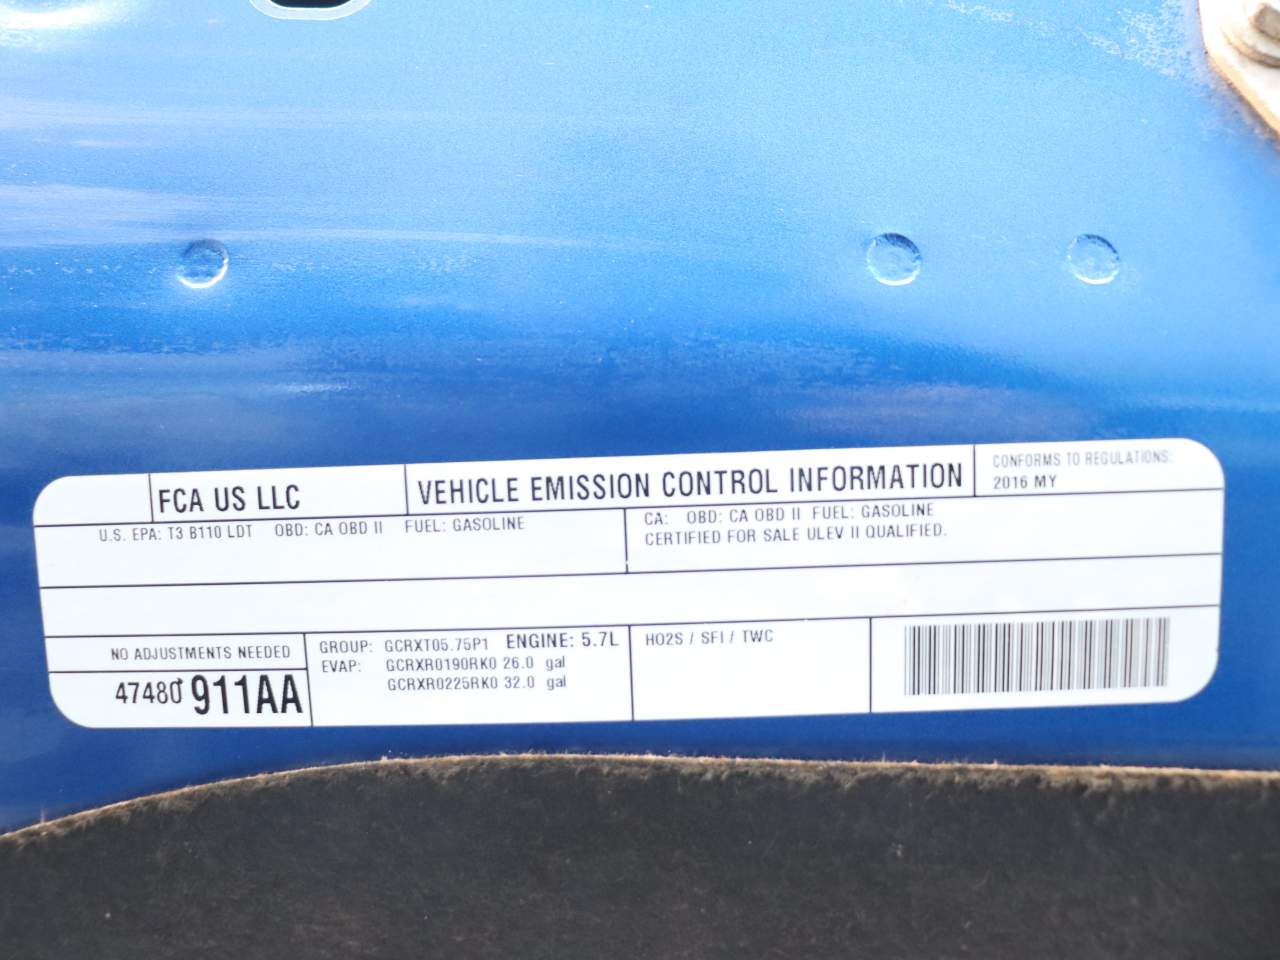 FCA US LLC
VEHICLE EMISSION CONTROL INFORMATION
CONFORMS TO REGULATIONS:
2016 MY
U.S. EPA: T3 B110 LDT OBD: CA OBD II FUEL: GASOLINE
CA: OBD: CA OBD II FUEL: GASOLINE
CERTIFIED FOR SALE ULEV II QUALIFIED.
NO ADJUSTMENTS NEEDED
47480911AA
GROUP: GCRXT05.75P1 ENGINE: 5.7L
EVAP: GCRXR0190RK0 26.0 gal
GCRXR0225RK0 32.0 gal
HO2S / SFI / TWC